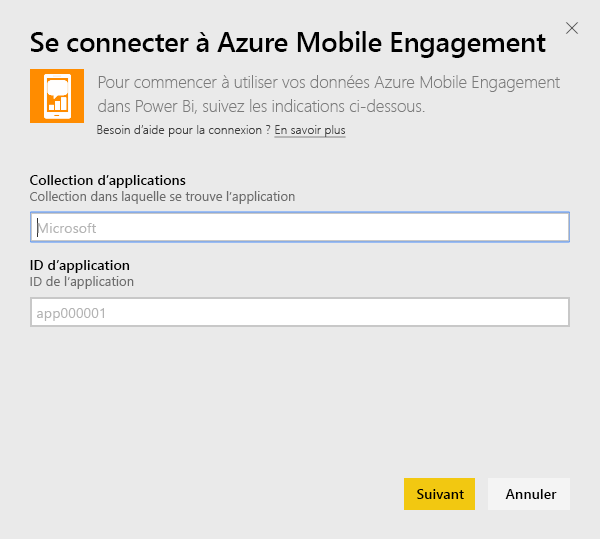 Se connecter à Azure Mobile Engagement
Pour commencer à utiliser vos données Azure Mobile Engagement
dans Power Bi, suivez les indications ci-dessous.
Besoin d’aide pour la connexion ? En savoir plus
Collection d’applications
Collection dans laquelle se trouve l’application
Microsoft
ID d’application
ID de l’application
app000001
Suivant
Annuler